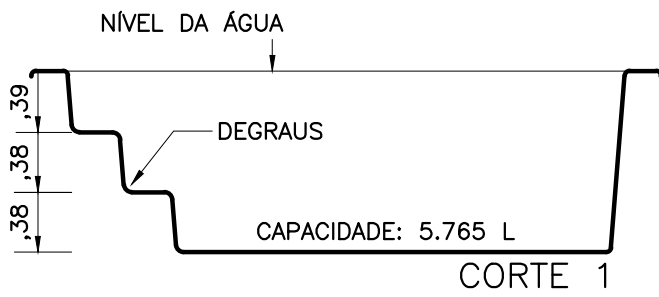 NÍVEL DA ÁGUA
,39
DEGRAUS
,38
,38
CAPACIDADE: 5.765 L
CORTE 1